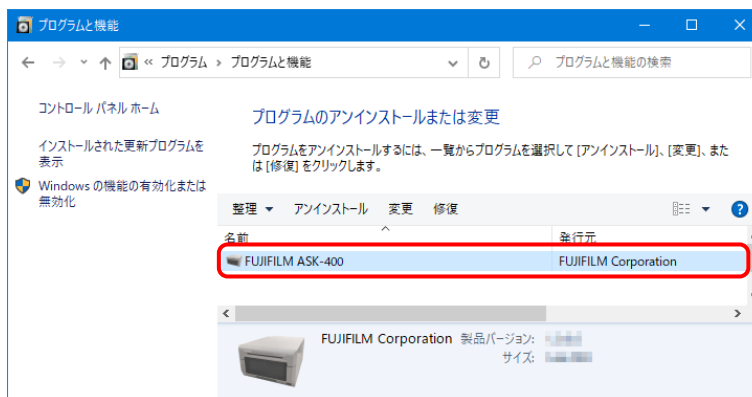 プログラムと機能
« プログラム › プログラムと機能
プログラムと機能の検索
コントロール パネル ホーム
インストールされた更新プログラムを
表示
Windows の機能の有効化または
無効化
プログラムのアンインストールまたは変更
プログラムをアンインストールするには、一覧からプログラムを選択して [アンインストール]、[変更]、また
は [修復] をクリックします。
整理 アンインストール 変更 修復
名前 発行元
FUJIFILM ASK-400 FUJIFILM Corporation
FUJIFILM Corporation 製品バージョン:
サイズ: